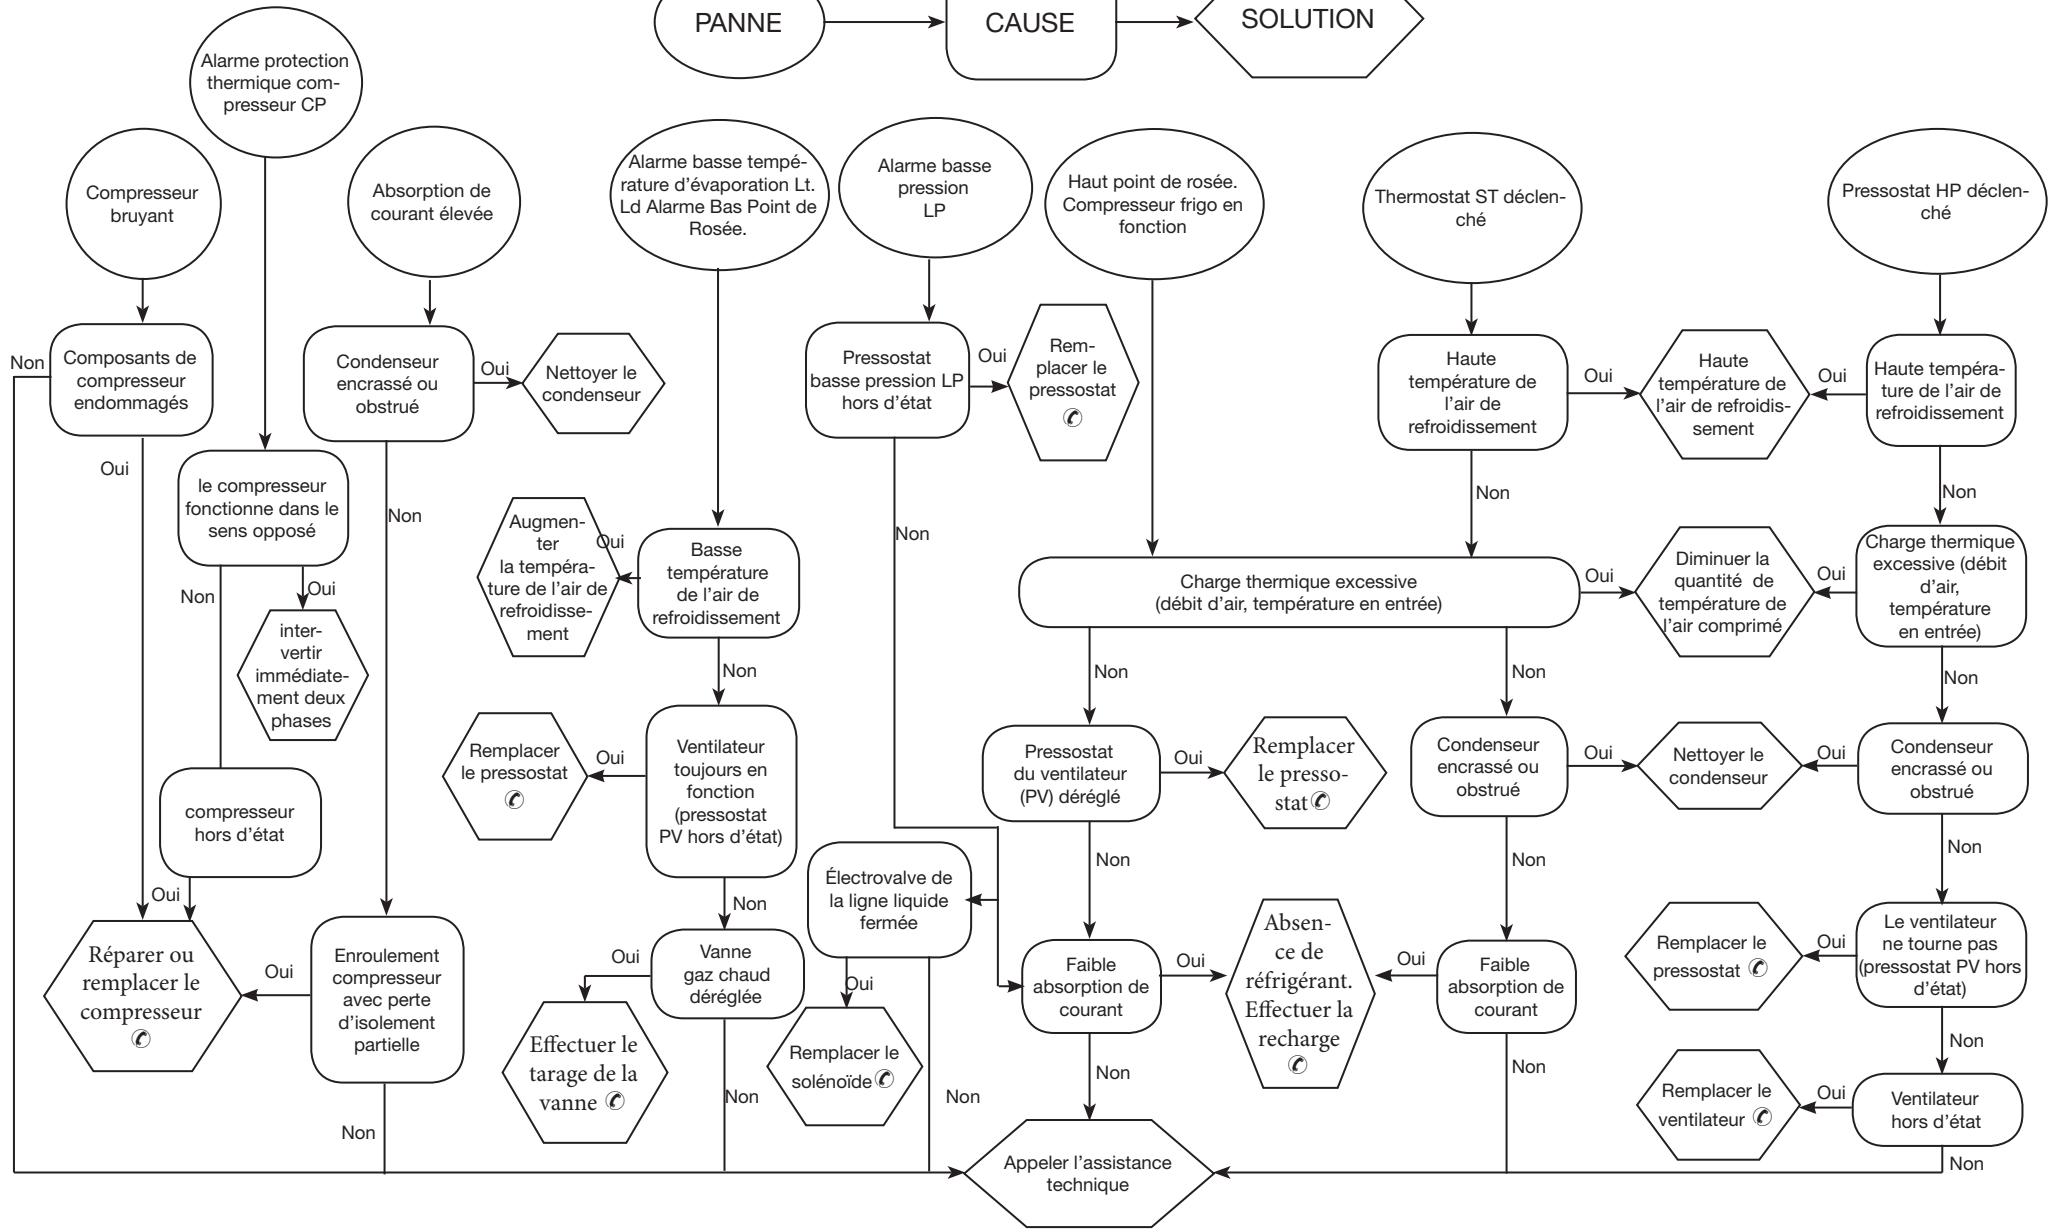 PANNE
CAUSE
SOLUTION
Alarme protection
thermique com-
presseur CP
Compresseur
bruyant
Absorption de
courant élevée
Alarme basse tempé-
rature d'évaporation Lt.
Ld Alarme Bas Point de
Rosée.
Alarme basse
pression
LP
Haut point de rosée.
Compresseur frigo en
fonction
Thermostat ST déclen-
ché
Pressostat HP déclen-
ché
Non
Composants de
compresseur
endommagés
Oui
Condenseur
encrassé ou
obstrué
Oui
Nettoyer le
condenseur
Non
Pressostat
basse pression LP
hors d'état
Oui
Rem-
placer le
pressostat
✆
Non
Haute
température de
l'air de
refroidissement
Oui
Haute
température de
l'air de refroidis-
sement
Oui
Haute tempéra-
ture de l'air de
refroidissement
Non
Non
le compresseur
fonctionne dans le
sens opposé
Non
Oui
inter-
vertir
immédiate-
ment deux
phases
Augmen-
ter
la tempéra-
ture de l'air de
refroidisse-
ment
Oui
Basse
température
de l'air de
refroidissement
Non
Charge thermique excessive
(débit d'air, température en entrée)
Oui
Diminuer la
quantité de
température de
l'air comprimé
Oui
Charge thermique
excessive (débit
d'air,
température
en entrée)
Non
Non
Non
Remplacer
le pressostat
✆
Oui
Ventilateur
toujours en
fonction
(pressostat
PV hors d'état)
Non
Pressostat
du ventilateur
(PV) déréglé
Oui
Remplacer
le presso-
stat ✆
Non
Condenseur
encrassé ou
obstrué
Oui
Nettoyer le
condenseur
Oui
Condenseur
encrassé ou
obstrué
Non
Non
compresseur
hors d'état
Oui
Réparer ou
remplacer le
compresseur
✆
Oui
Enroulement
compresseur
avec perte
d'isolement
partielle
Non
Oui
Vanne
gaz chaud
déréglée
Effectuer le
tarage de la
vanne ✆
Non
Électrovalve de
la ligne liquide
fermée
Oui
Remplacer le
solénoïde ✆
Non
Faible
absorption de
courant
Oui
Absen-
ce de
réfrigérant.
Effectuer la
recharge
✆
Oui
Faible
absorption de
courant
Non
Non
Remplacer le
pressostat ✆
Oui
Le ventilateur
ne tourne pas
(pressostat PV hors
d'état)
Non
Remplacer le
ventilateur ✆
Oui
Ventilateur
hors d'état
Non
Appeler l'assistance
technique